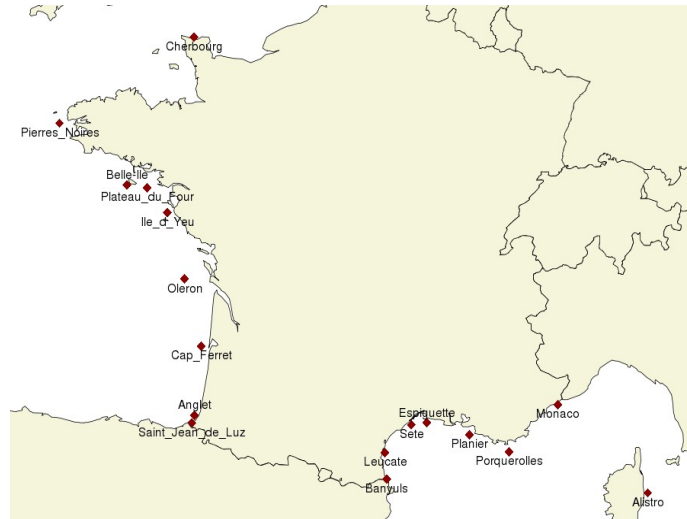 Cherbourg
Pierres_Noires
Belle-Ile
Plateau_du_Four
Ile_d_Yeu
Oleron
Cap_Ferret
Anglet
Saint_Jean_de_Luz
Espiguette
Sete
Monaco
Planier
Leucate
Porquerolles
Banyuls
Alistro